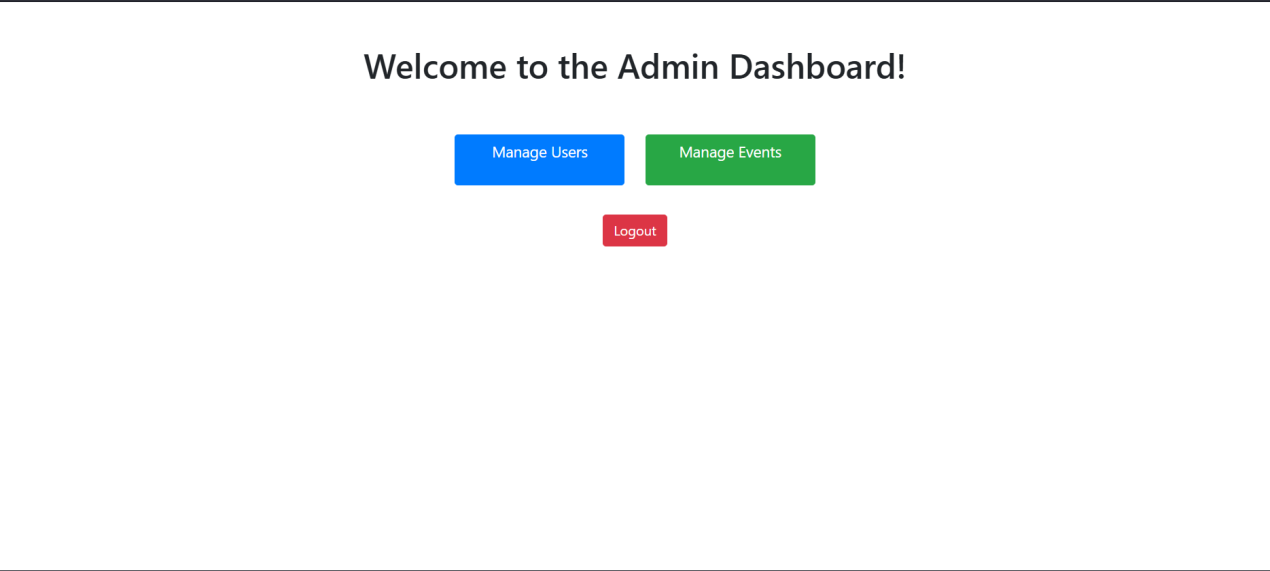 Welcome to the Admin Dashboard!
Manage Users Manage Events
Logout